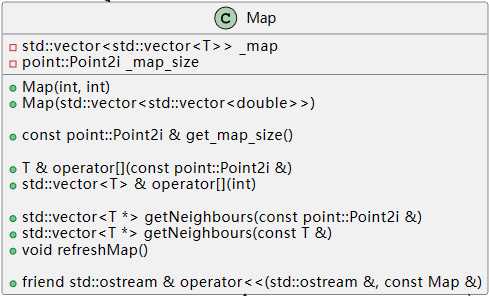 C Map
std::vector<std::vector<T>> _map
point::Point2i _map_size
Map(int, int)
Map(std::vector<std::vector<double>>)
const point::Point2i & get_map_size()
T & operator[](const point::Point2i &)
std::vector<T> & operator[](int)
std::vector<T *> getNeighbours(const point::Point2i &)
std::vector<T *> getNeighbours(const T &)
void refreshMap()
friend std::ostream & operator<<(std::ostream &, const Map &)